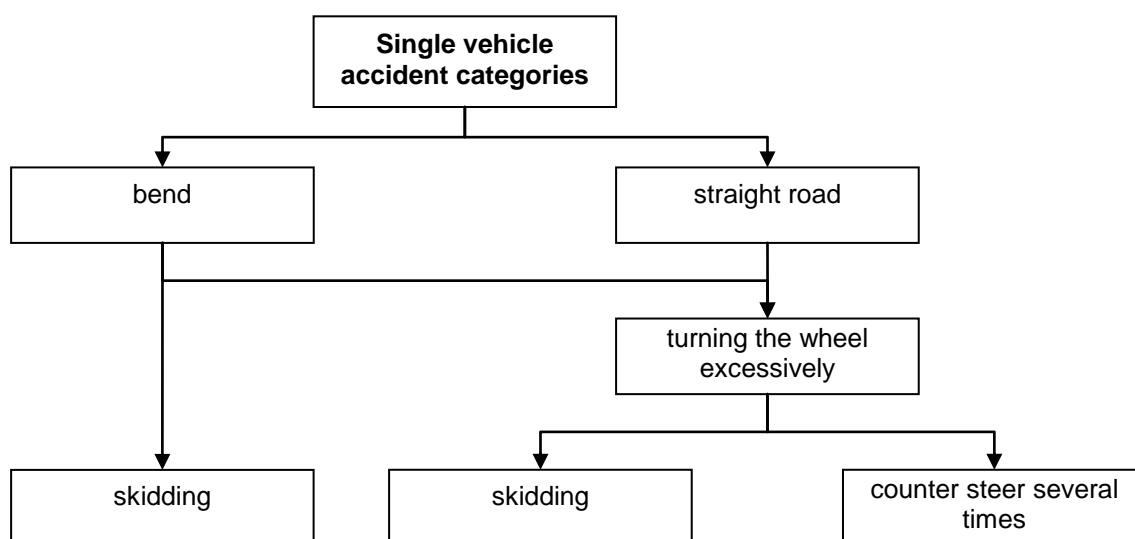 Single vehicle
accident categories
bend
straight road
turning the wheel
excessively
skidding
skidding
counter steer several
times